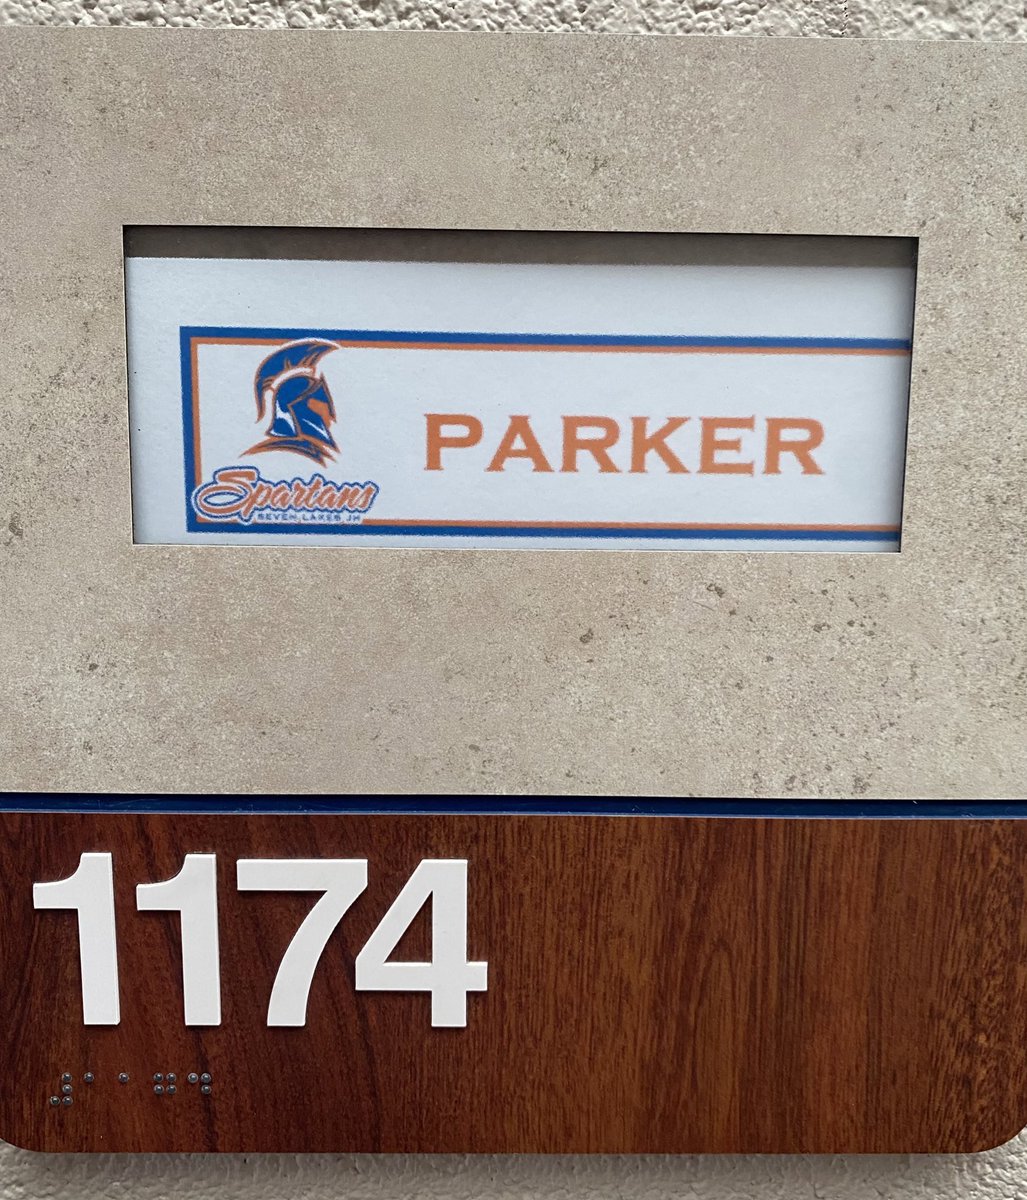 PARKER
Spartans
SEVEN LAKES JH
1174
⠼⠁⠁⠛⠙